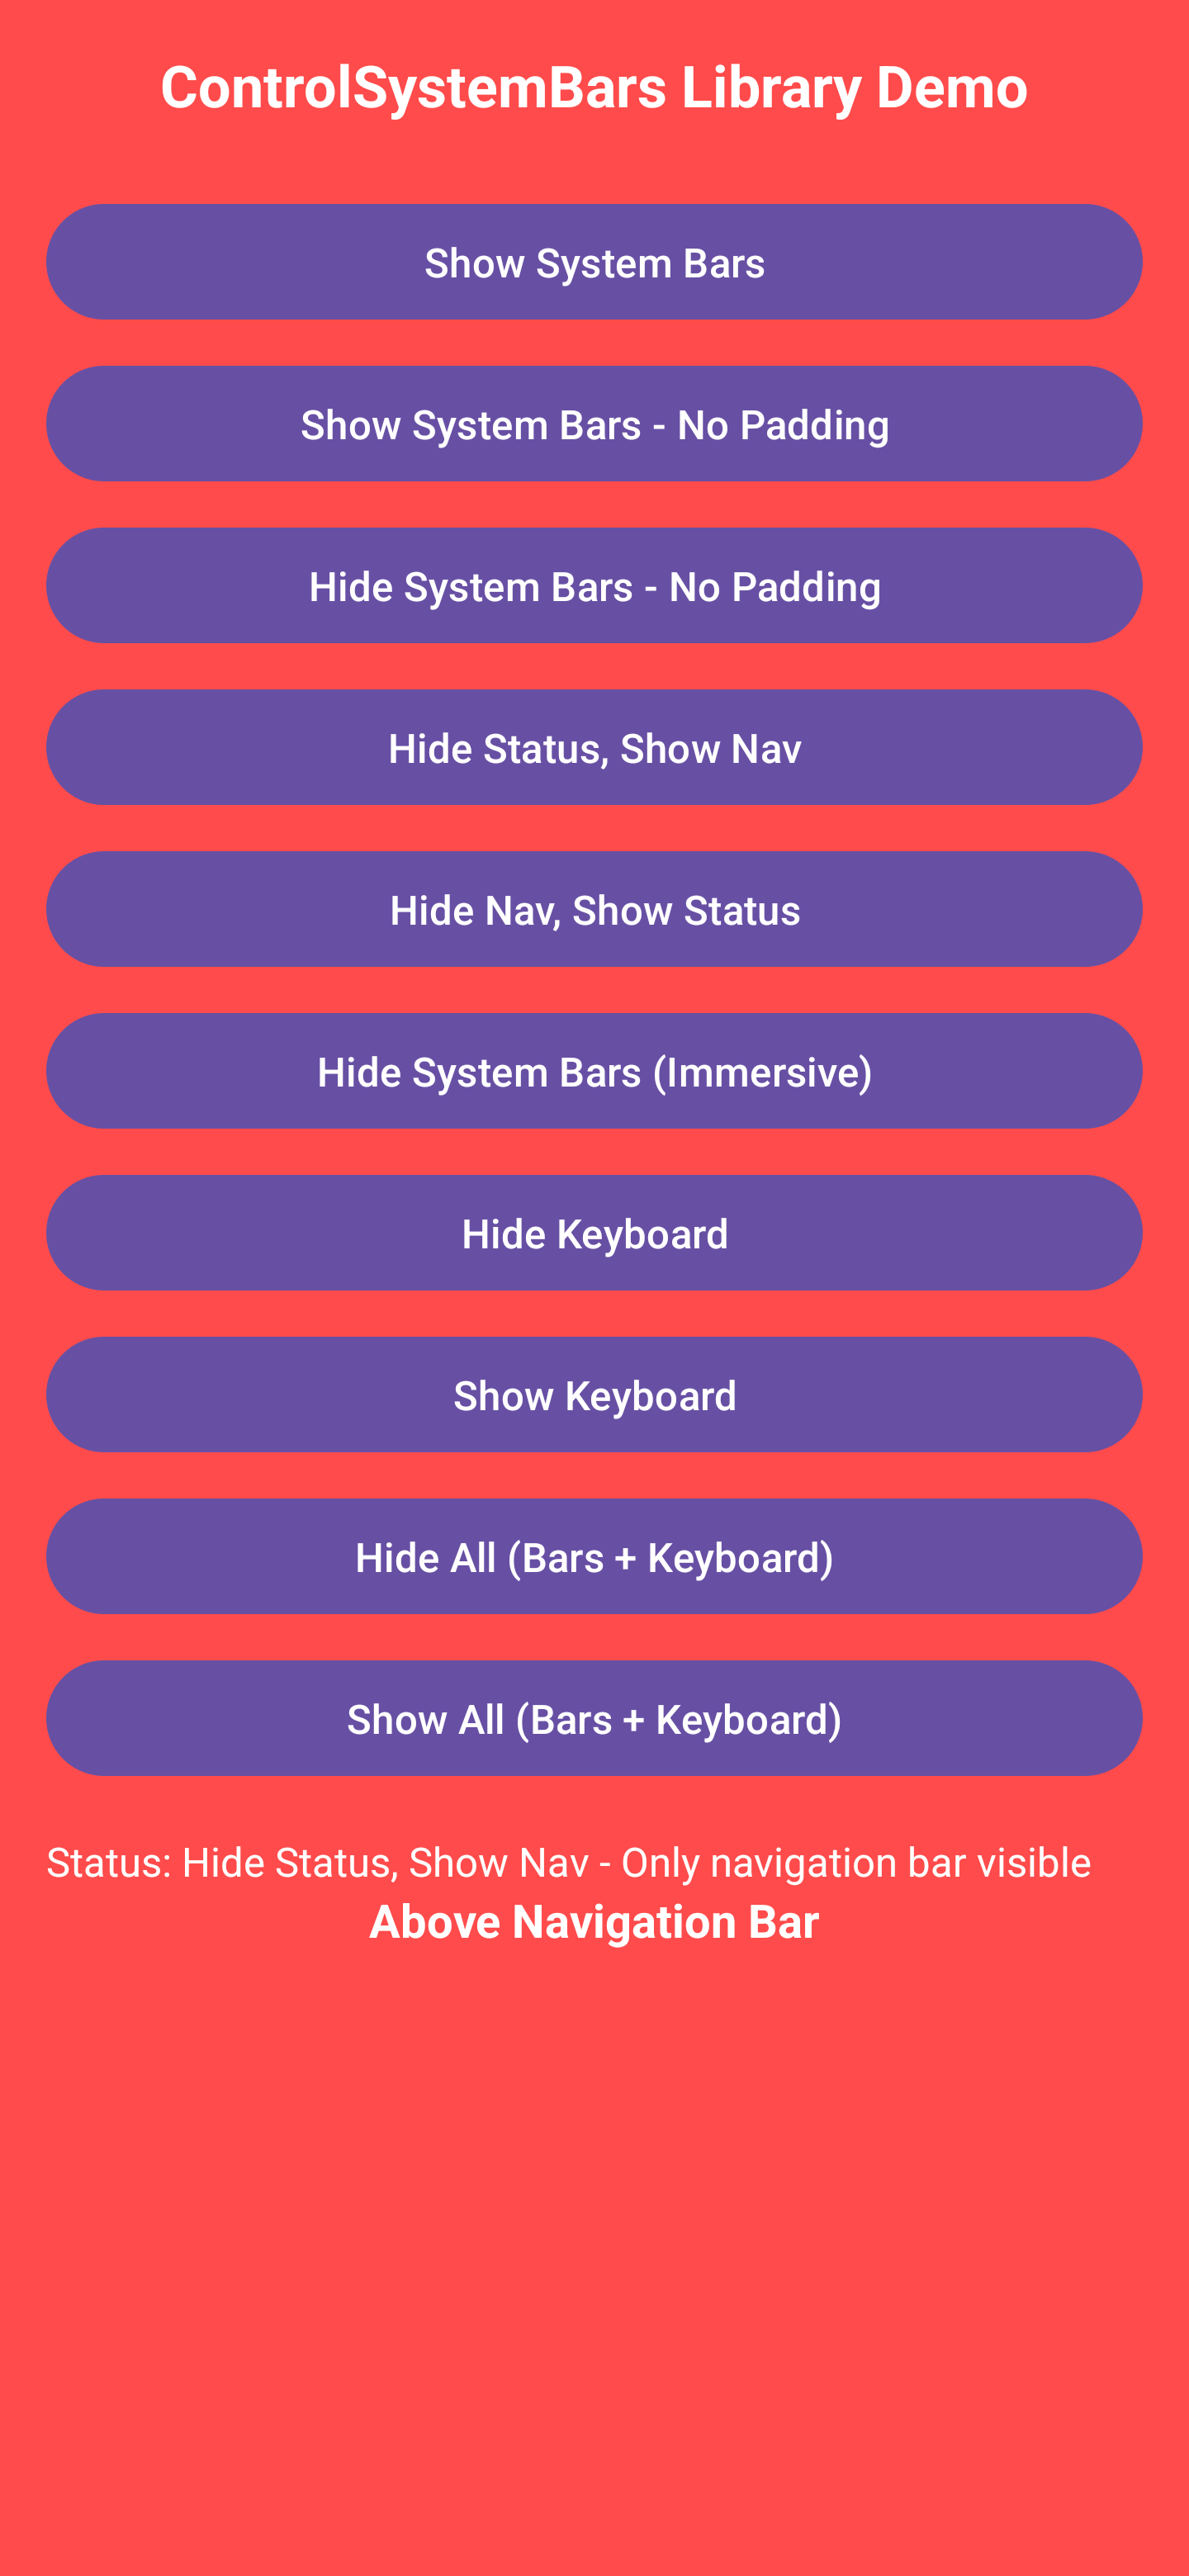 ControlSystemBars Library Demo
Show System Bars
Show System Bars - No Padding
Hide System Bars - No Padding
Hide Status, Show Nav
Hide Nav, Show Status
Hide System Bars (Immersive)
Hide Keyboard
Show Keyboard
Hide All (Bars + Keyboard)
Show All (Bars + Keyboard)
Status: Hide Status, Show Nav - Only navigation bar visible
Above Navigation Bar